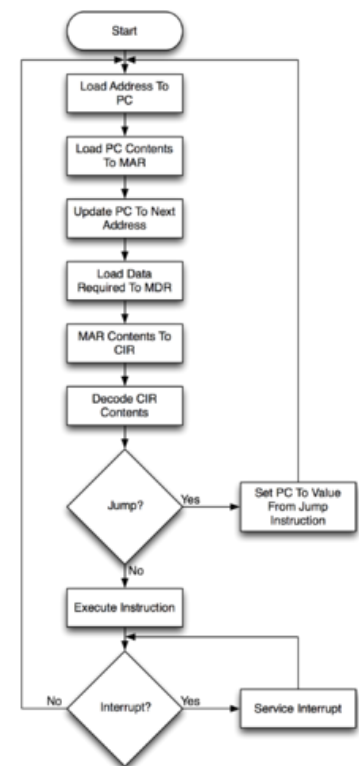 Start
Load Address To
PC
Load PC Contents
To MAR
Update PC To Next
Address
Load Data
Required To MDR
MAR Contents To
CIR
Decode CIR
Contents
Jump?
Yes
Set PC To Value
From Jump
Instruction
No
Execute Instruction
No
Interrupt?
Yes
Service Interrupt